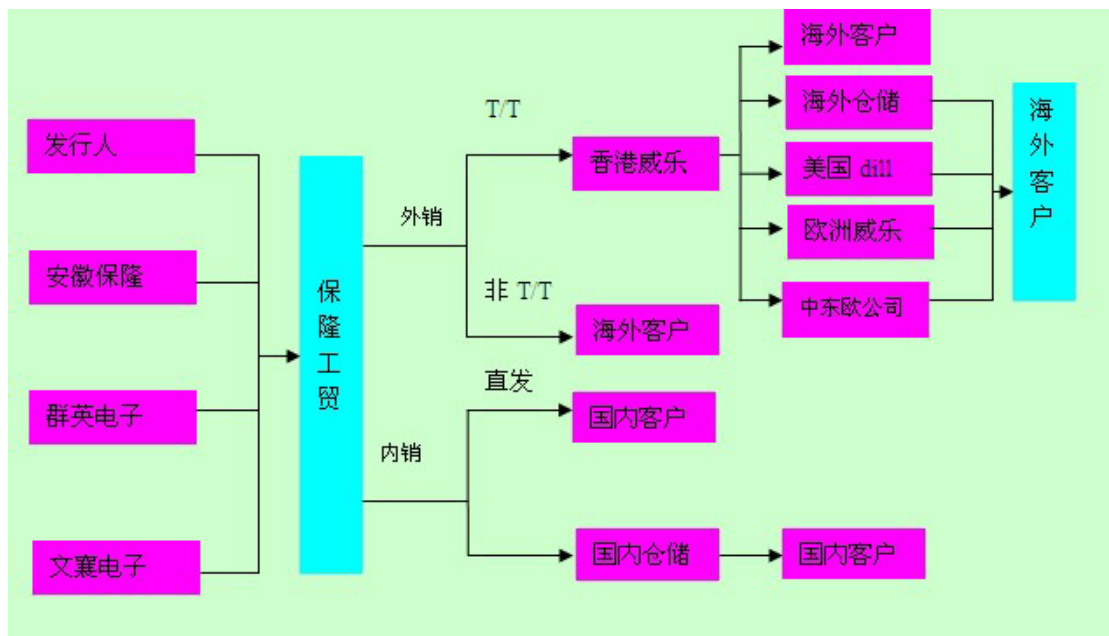 发行人
安徽保隆
群英电子
文襄电子
保隆工贸
外销
内销
T/T
非 T/T
直发
香港威乐
海外客户
国内客户
国内仓储
国内客户
海外客户
海外仓储
美国 dill
欧洲威乐
中东欧公司
海外客户